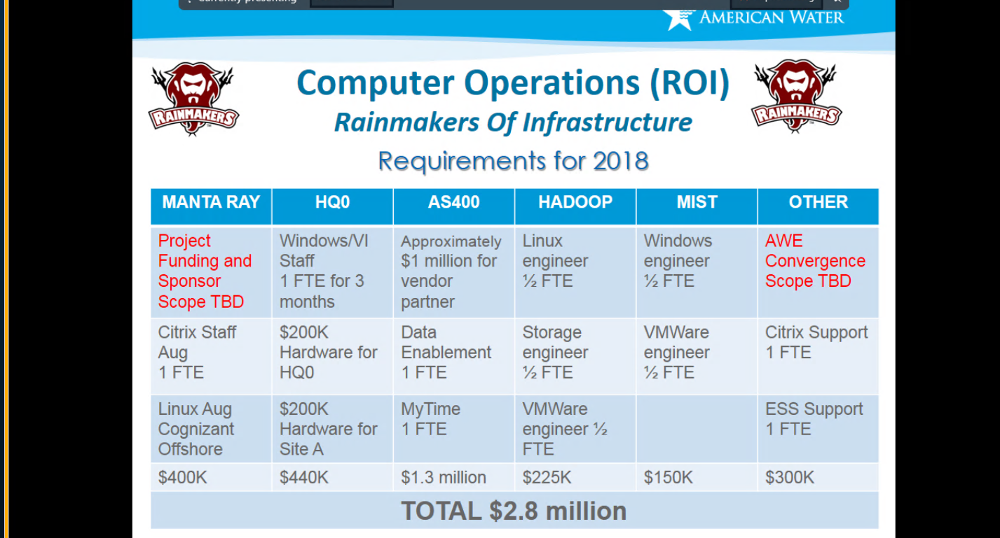 Currently presenting
AMERICAN WATER
RAINMAKERS
Computer Operations (ROI)
RAINMAKERS
Rainmakers Of Infrastructure
Requirements for 2018
MANTA RAY
HQ0
AS400
HADOOP
MIST
OTHER
Project
Funding and
Sponsor
Scope TBD
Windows/VI
Staff
1 FTE for 3
months
Approximately
$1 million for
vendor
partner
Linux
engineer
½ FTE
Windows
engineer
½ FTE
AWE
Convergence
Scope TBD
Citrix Staff
Aug
1 FTE
$200K
Hardware for
HQ0
Data
Enablement
1 FTE
Storage
engineer
½ FTE
VMWare
engineer
½ FTE
Citrix Support
1 FTE
Linux Aug
Cognizant
Offshore
$200K
Hardware for
Site A
MyTime
1 FTE
VMWare
engineer ½
FTE
ESS Support
1 FTE
$400K
$440K
$1.3 million
$225K
$150K
$300K
TOTAL $2.8 million